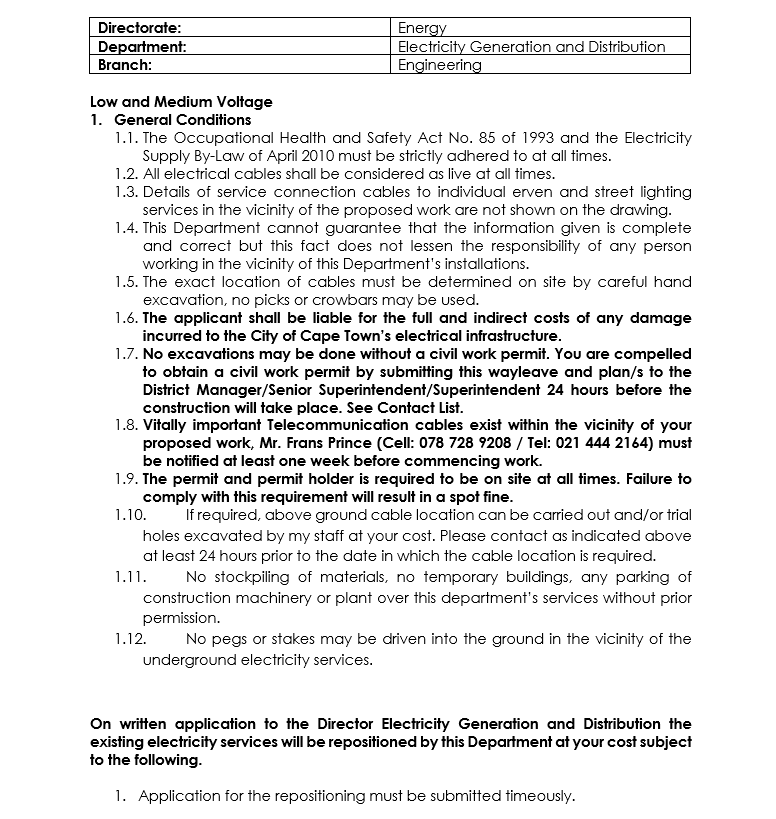 Directorate: Energy
Department: Electricity Generation and Distribution
Branch: Engineering
Low and Medium Voltage
1. General Conditions
1.1. The Occupational Health and Safety Act No. 85 of 1993 and the Electricity
Supply By-Law of April 2010 must be strictly adhered to at all times.
1.2. All electrical cables shall be considered as live at all times.
1.3. Details of service connection cables to individual erven and street lighting
services in the vicinity of the proposed work are not shown on the drawing.
1.4. This Department cannot guarantee that the information given is complete
and correct but this fact does not lessen the responsibility of any person
working in the vicinity of this Department's installations.
1.5. The exact location of cables must be determined on site by careful hand
excavation, no picks or crowbars may be used.
1.6. The applicant shall be liable for the full and indirect costs of any damage
incurred to the City of Cape Town's electrical infrastructure.
1.7. No excavations may be done without a civil work permit. You are compelled
to obtain a civil work permit by submitting this wayleave and plan/s to the
District Manager/Senior Superintendent/Superintendent 24 hours before the
construction will take place. See Contact List.
1.8. Vitally important Telecommunication cables exist within the vicinity of your
proposed work, Mr. Frans Prince (Cell: 078 728 9208 / Tel: 021 444 2164) must
be notified at least one week before commencing work.
1.9. The permit and permit holder is required to be on site at all times. Failure to
comply with this requirement will result in a spot fine.
1.10. If required, above ground cable location can be carried out and/or trial
holes excavated by my staff at your cost. Please contact as indicated above
at least 24 hours prior to the date in which the cable location is required.
1.11. No stockpiling of materials, no temporary buildings, any parking of
construction machinery or plant over this department's services without prior
permission.
1.12. No pegs or stakes may be driven into the ground in the vicinity of the
underground electricity services.
On written application to the Director Electricity Generation and Distribution the
existing electricity services will be repositioned by this Department at your cost subject
to the following.
1. Application for the repositioning must be submitted timeously.